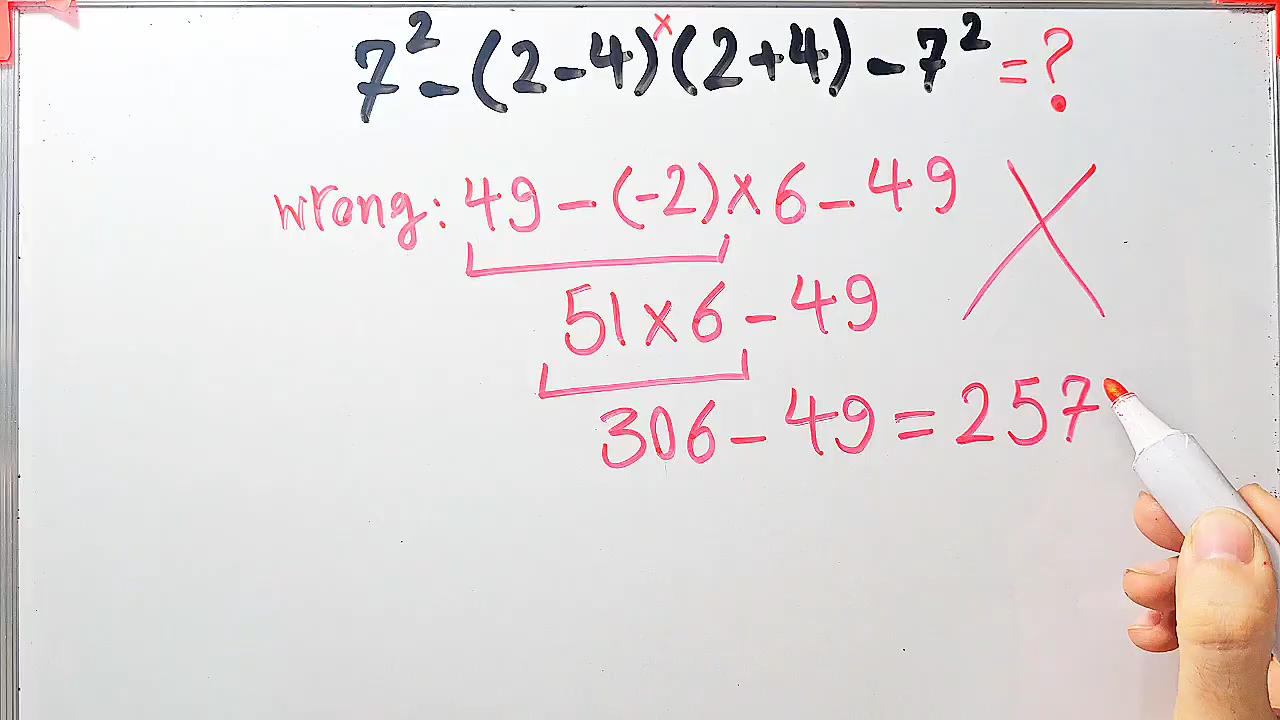 7² - (2-4)×(2+4) - 7² = ?
wrong: 49 - (-2)×6 - 49
51×6 - 49
306 - 49 = 257